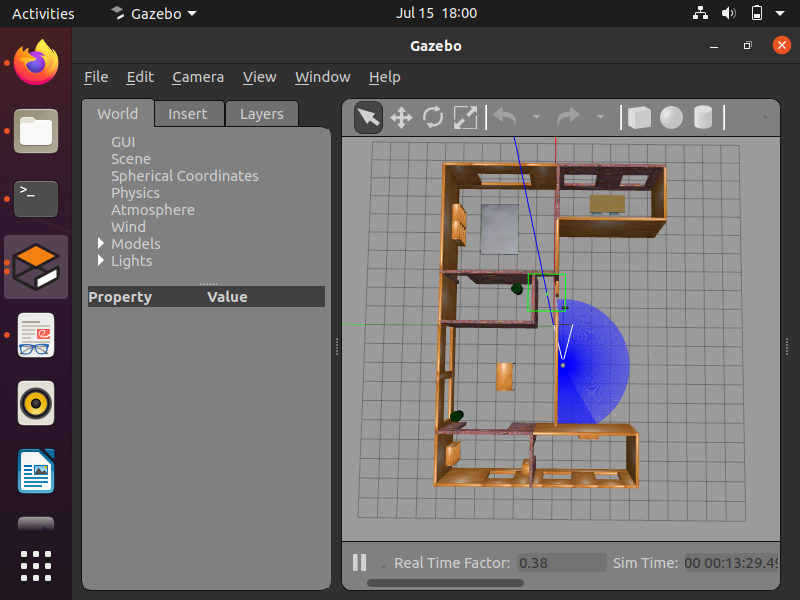 Activities Gazebo Jul 15 18:00
Gazebo
File Edit Camera View Window Help
World Insert Layers
GUI
Scene
Spherical Coordinates
Physics
Atmosphere
Wind
Models
Lights
Property Value
Real Time Factor: 0.38 Sim Time: 00 00:13:29.49